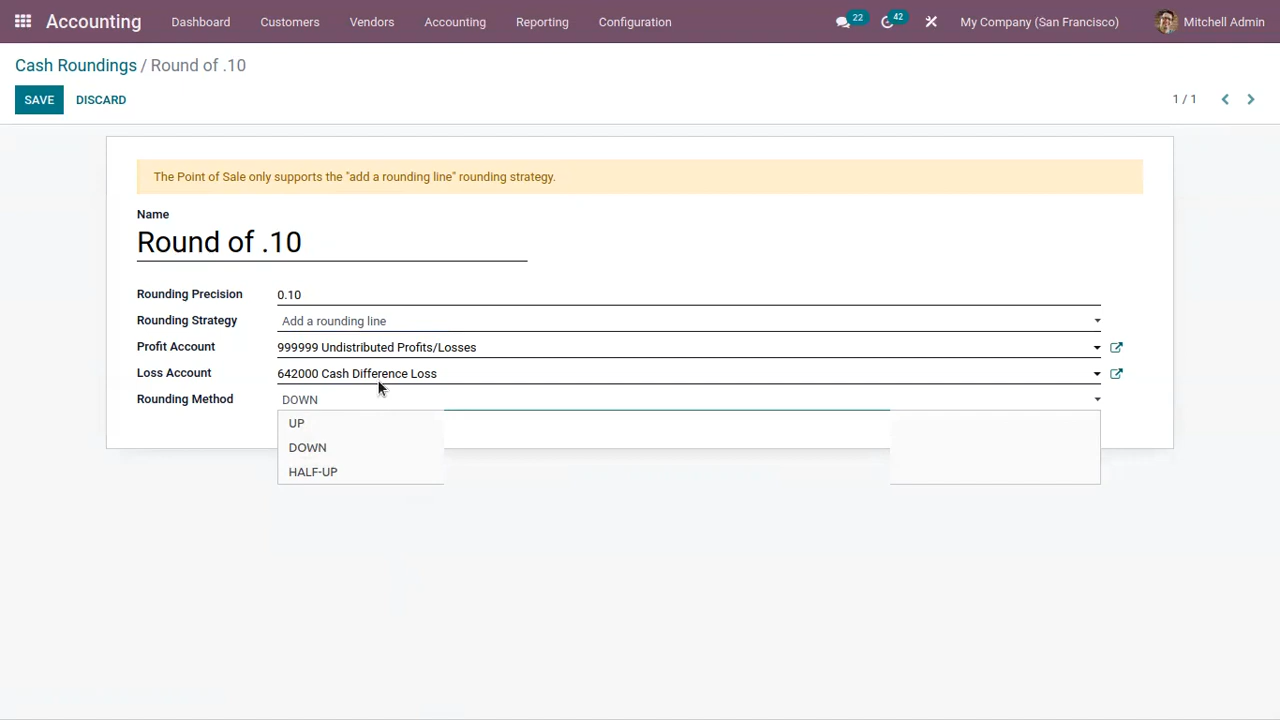 Accounting Dashboard Customers Vendors Accounting Reporting Configuration 22 42 My Company (San Francisco) Mitchell Admin
Cash Roundings / Round of .10
SAVE DISCARD 1 / 1
The Point of Sale only supports the "add a rounding line" rounding strategy.
Name
Round of .10
Rounding Precision 0.10
Rounding Strategy Add a rounding line
Profit Account 999999 Undistributed Profits/Losses
Loss Account 642000 Cash Difference Loss
Rounding Method DOWN
UP
DOWN
HALF-UP